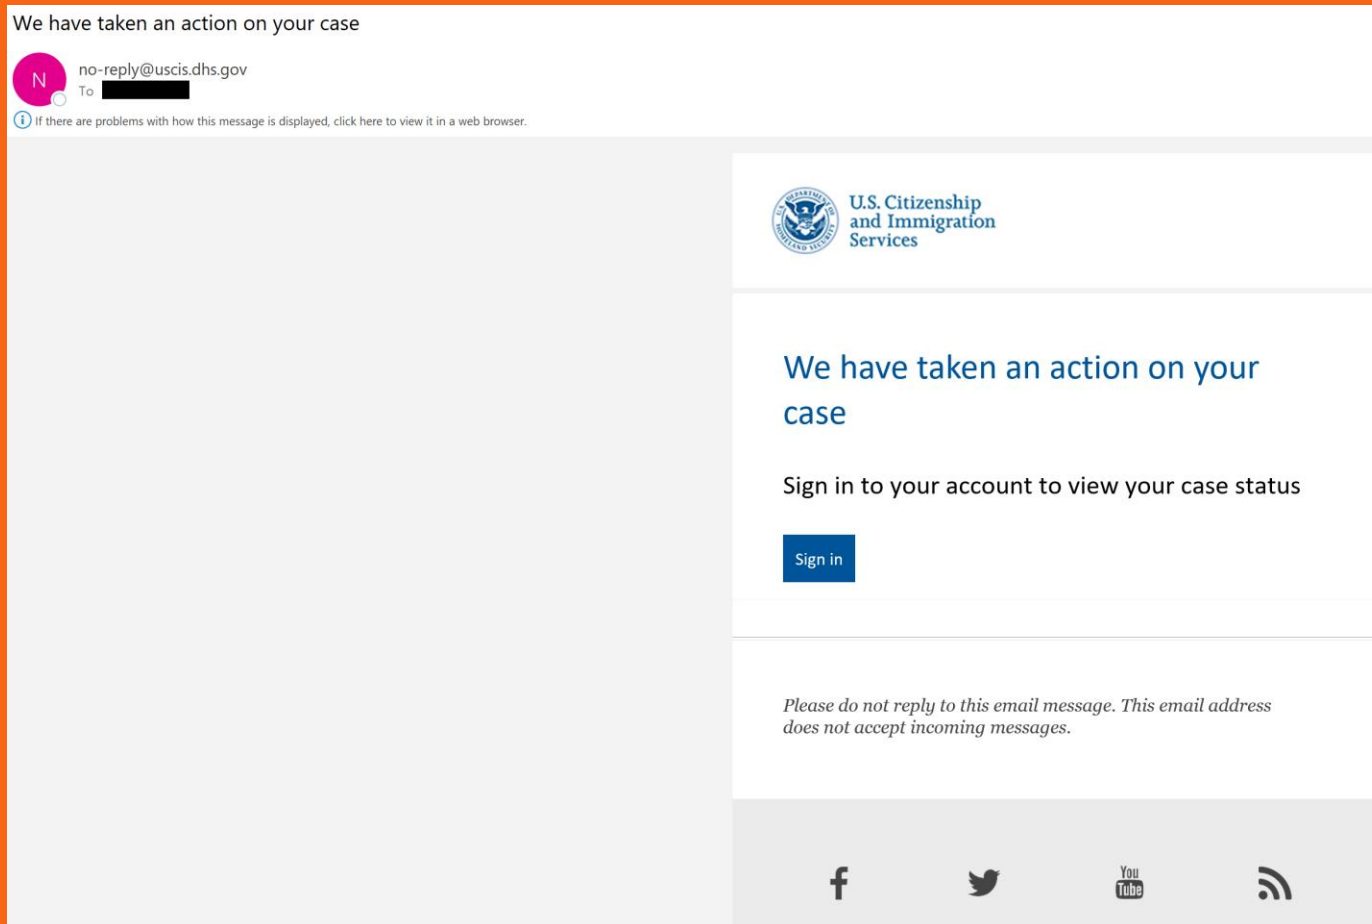 We have taken an action on your case
N
no-reply@uscis.dhs.gov
To
If there are problems with how this message is displayed, click here to view it in a web browser.
U.S. Citizenship
and Immigration
Services
We have taken an action on your
case
Sign in to your account to view your case status
Sign in
Please do not reply to this email message. This email address
does not accept incoming messages.
You
Tube